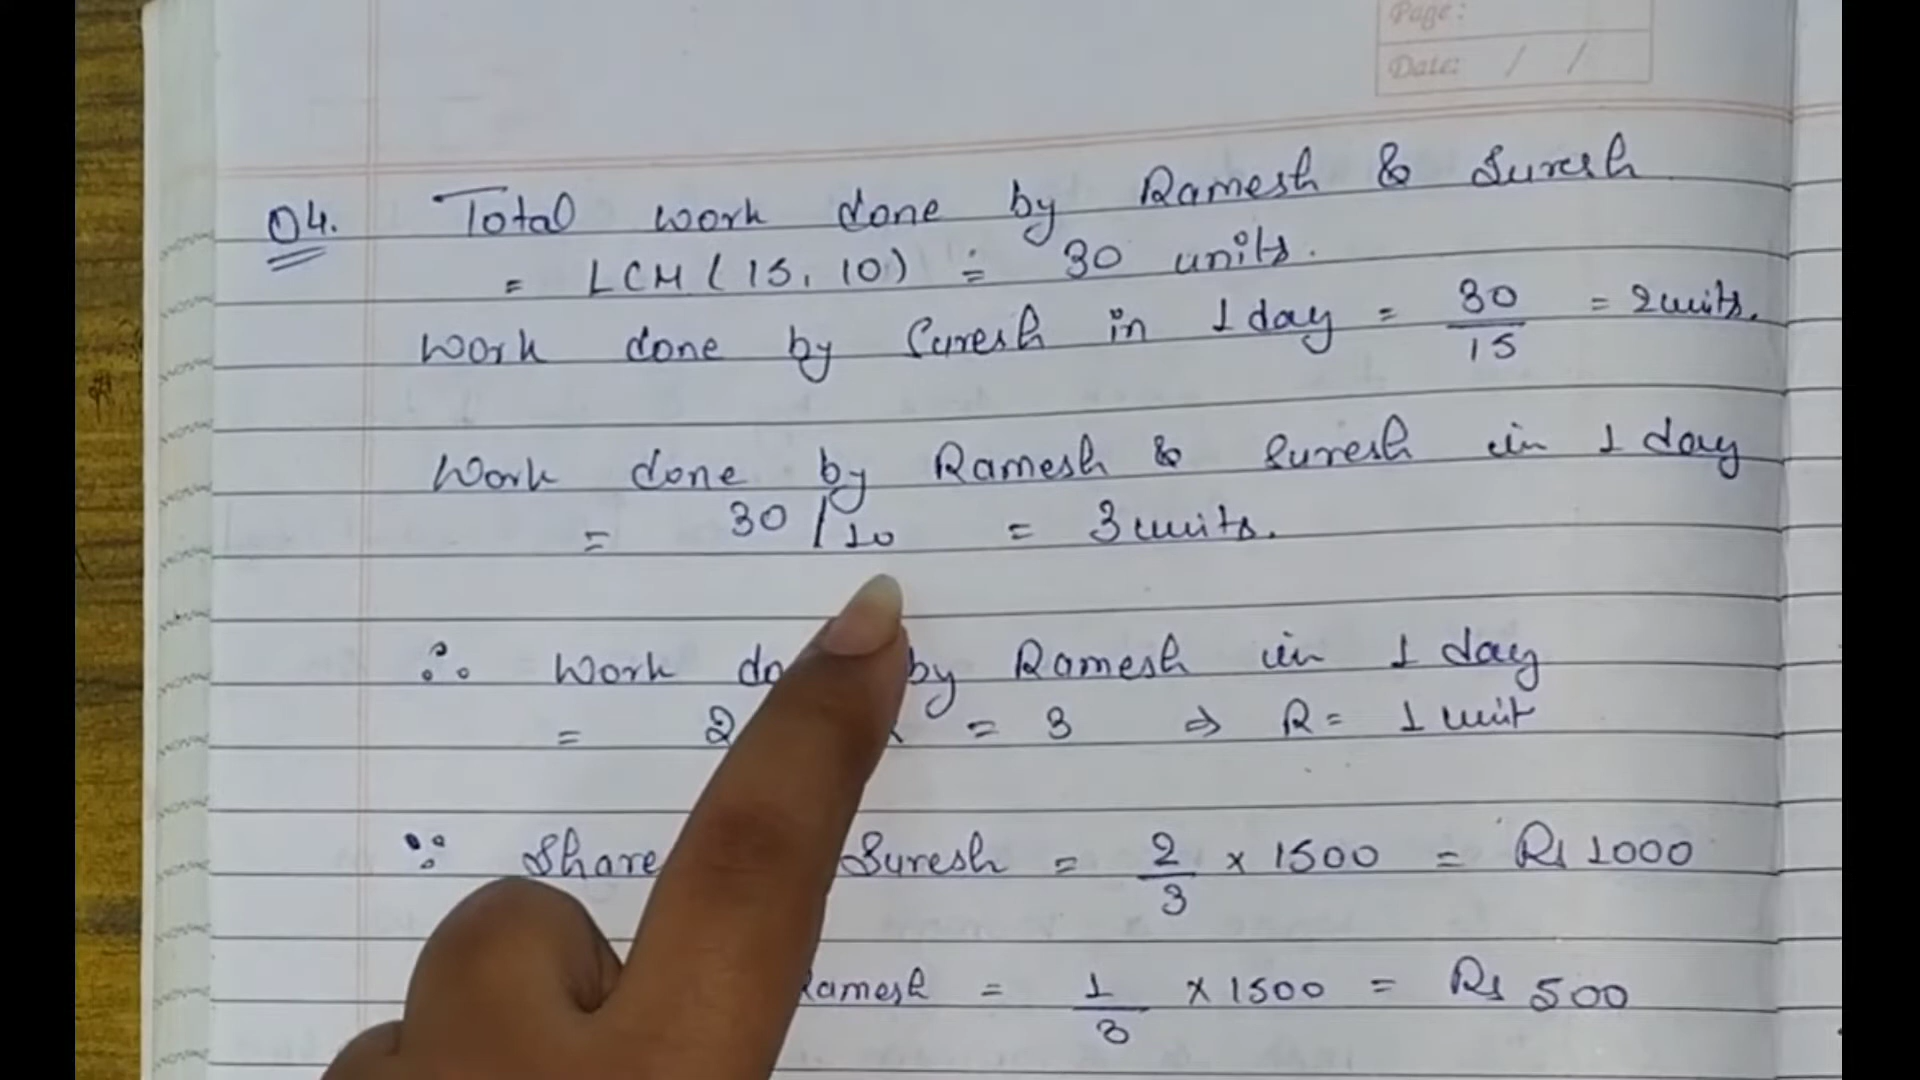 Page:
Date: / /
Q4. Total work done by Ramesh & Suresh
= LCM (15, 10) = 30 units.
Work done by Suresh in 1 day = 30/15 = 2 units.
Work done by Ramesh & Suresh in 1 day
= 30/10 = 3 units.
∴ Work by Ramesh in 1 day
= 2 = 3 ⇒ R = 1 unit
∵ Share Suresh = 2/3 × 1500 = Rs 1000
Ramesh = 1/3 × 1500 = Rs 500